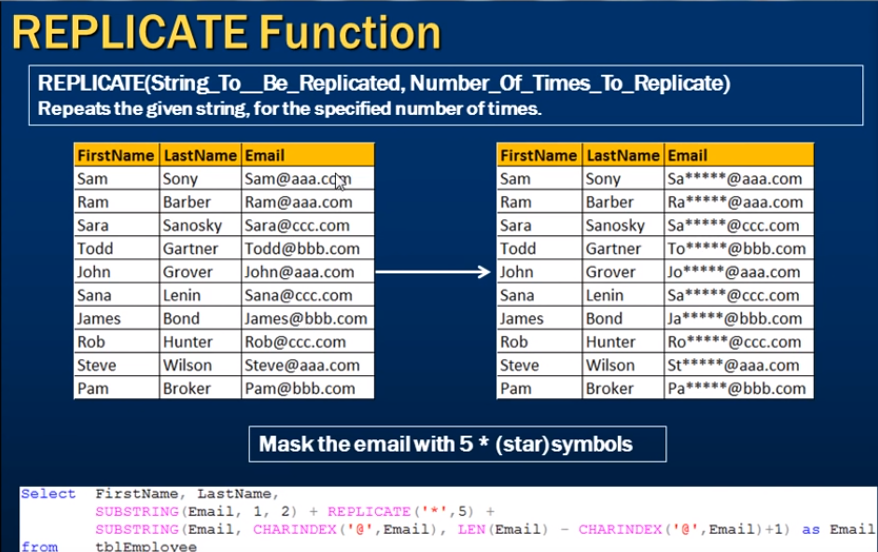 REPLICATE Function
REPLICATE(String_To__Be_Replicated, Number_Of_Times_To_Replicate)
Repeats the given string, for the specified number of times.
FirstName LastName Email
Sam Sony Sam@aaa.com
Ram Barber Ram@aaa.com
Sara Sanosky Sara@ccc.com
Todd Gartner Todd@bbb.com
John Grover John@aaa.com
Sana Lenin Sana@ccc.com
James Bond James@bbb.com
Rob Hunter Rob@ccc.com
Steve Wilson Steve@aaa.com
Pam Broker Pam@bbb.com
FirstName LastName Email
Sam Sony Sa*****@aaa.com
Ram Barber Ra*****@aaa.com
Sara Sanosky Sa*****@ccc.com
Todd Gartner To*****@bbb.com
John Grover Jo*****@aaa.com
Sana Lenin Sa*****@ccc.com
James Bond Ja*****@bbb.com
Rob Hunter Ro*****@ccc.com
Steve Wilson St*****@aaa.com
Pam Broker Pa*****@bbb.com
Mask the email with 5 * (star)symbols
Select FirstName, LastName,
SUBSTRING(Email, 1, 2) + REPLICATE('*',5) +
SUBSTRING(Email, CHARINDEX('@',Email), LEN(Email) - CHARINDEX('@',Email)+1) as Email
from tblEmployee